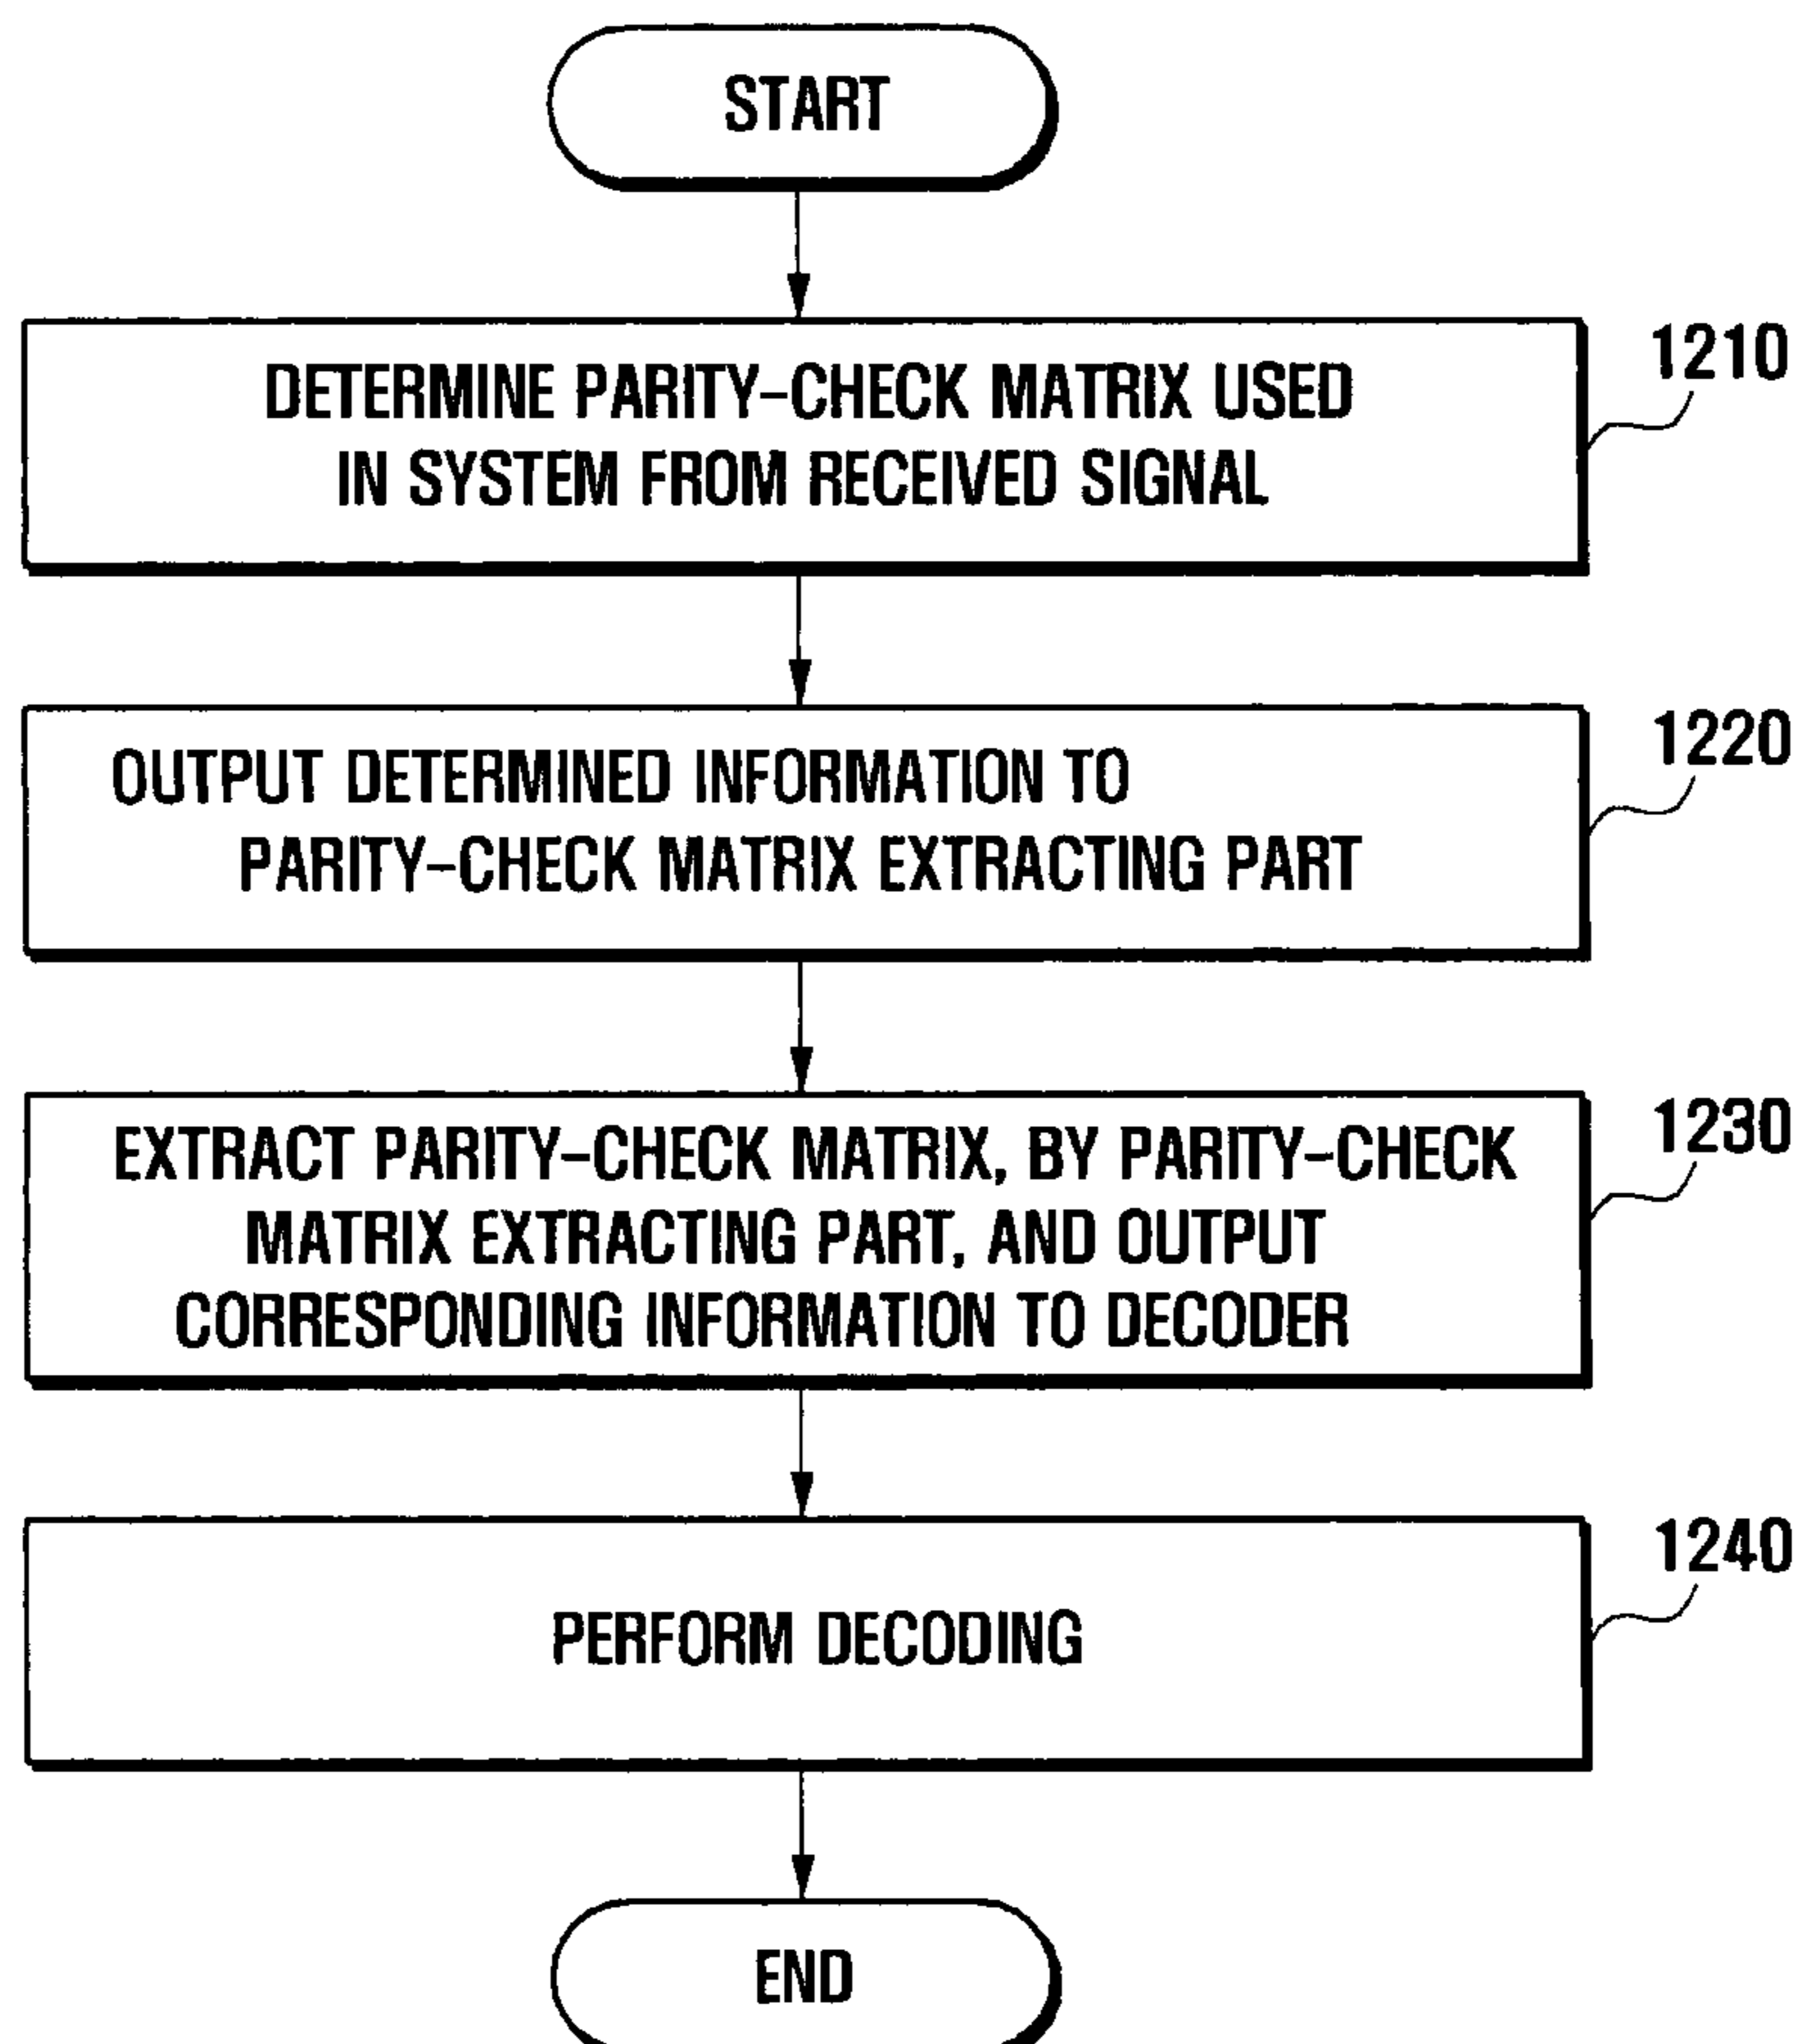 START
DETERMINE PARITY-CHECK MATRIX USED
IN SYSTEM FROM RECEIVED SIGNAL
1210
OUTPUT DETERMINED INFORMATION TO
PARITY-CHECK MATRIX EXTRACTING PART
1220
EXTRACT PARITY-CHECK MATRIX, BY PARITY-CHECK
MATRIX EXTRACTING PART, AND OUTPUT
CORRESPONDING INFORMATION TO DECODER
1230
PERFORM DECODING
1240
END